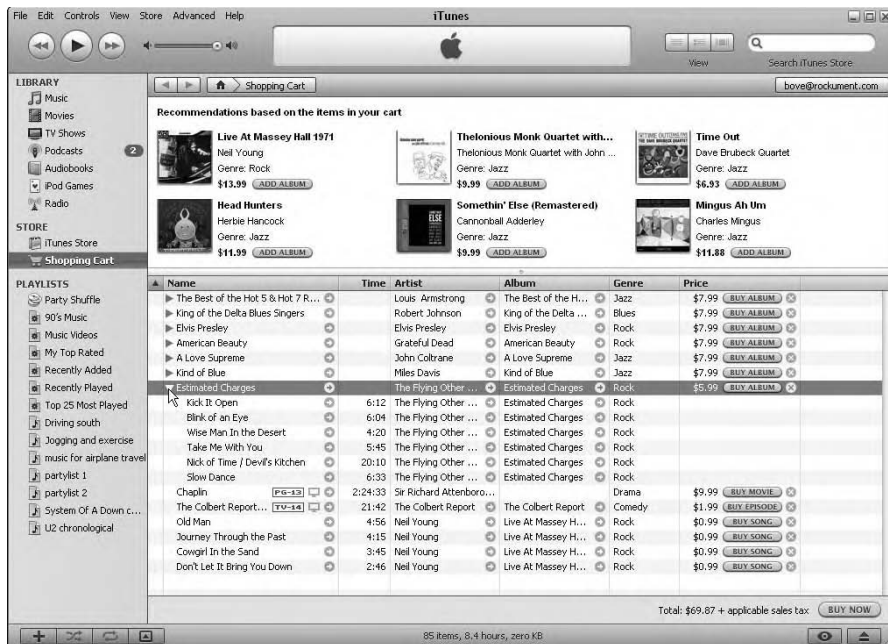 File Edit Controls View Store Advanced Help
iTunes
View
Search iTunes Store
LIBRARY
Music
Movies
TV Shows
Podcasts 2
Audiobooks
iPod Games
Radio
STORE
iTunes Store
Shopping Cart
PLAYLISTS
Party Shuffle
90's Music
Music Videos
My Top Rated
Recently Added
Recently Played
Top 25 Most Played
Driving south
Jogging and exercise
music for airplane travel
partylist 1
partylist 2
System Of A Down c...
U2 chronological
Shopping Cart
bove@rockument.com
Recommendations based on the items in your cart
Live At Massey Hall 1971
Neil Young
Genre: Rock
$13.99 ADD ALBUM
Thelonious Monk Quartet with...
Thelonious Monk Quartet with John ...
Genre: Jazz
$9.99 ADD ALBUM
Time Out
Dave Brubeck Quartet
Genre: Jazz
$6.93 ADD ALBUM
Head Hunters
Herbie Hancock
Genre: Jazz
$11.99 ADD ALBUM
Somethin' Else (Remastered)
Cannonball Adderley
Genre: Jazz
$9.99 ADD ALBUM
Mingus Ah Um
Charles Mingus
Genre: Jazz
$11.88 ADD ALBUM
Name Time Artist Album Genre Price
The Best of the Hot 5 & Hot 7 R... Louis Armstrong The Best of the H... Jazz $7.99 BUY ALBUM
King of the Delta Blues Singers Robert Johnson King of the Delta ... Blues $7.99 BUY ALBUM
Elvis Presley Elvis Presley Elvis Presley Rock $7.99 BUY ALBUM
American Beauty Grateful Dead American Beauty Rock $7.99 BUY ALBUM
A Love Supreme John Coltrane A Love Supreme Jazz $7.99 BUY ALBUM
Kind of Blue Miles Davis Kind of Blue Jazz $7.99 BUY ALBUM
Estimated Charges The Flying Other ... Estimated Charges Rock $5.99 BUY ALBUM
Kick It Open 6:12 The Flying Other ... Estimated Charges Rock
Blink of an Eye 6:04 The Flying Other ... Estimated Charges Rock
Wise Man In the Desert 4:20 The Flying Other ... Estimated Charges Rock
Take Me With You 5:45 The Flying Other ... Estimated Charges Rock
Nick of Time / Devil's Kitchen 20:10 The Flying Other ... Estimated Charges Rock
Slow Dance 6:33 The Flying Other ... Estimated Charges Rock
Chaplin PG-13 2:24:33 Sir Richard Attenboro... Drama $9.99 BUY MOVIE
The Colbert Report... TV-14 21:42 The Colbert Report The Colbert Report Comedy $1.99 BUY EPISODE
Old Man 4:56 Neil Young Live At Massey H... Rock $0.99 BUY SONG
Journey Through the Past 4:15 Neil Young Live At Massey H... Rock $0.99 BUY SONG
Cowgirl In the Sand 3:45 Neil Young Live At Massey H... Rock $0.99 BUY SONG
Don't Let It Bring You Down 2:46 Neil Young Live At Massey H... Rock $0.99 BUY SONG
Total: $69.87 + applicable sales tax BUY NOW
85 items, 8.4 hours, zero KB